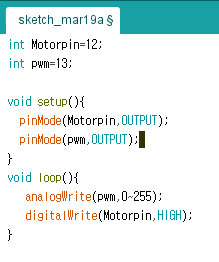 sketch_mar19a §
int Motorpin=12;
int pwm=13;
void setup(){
pinMode(Motorpin,OUTPUT);
pinMode(pwm,OUTPUT);
}
void loop(){
analogWrite(pwm,0~255);
digitalWrite(Motorpin,HIGH);
}